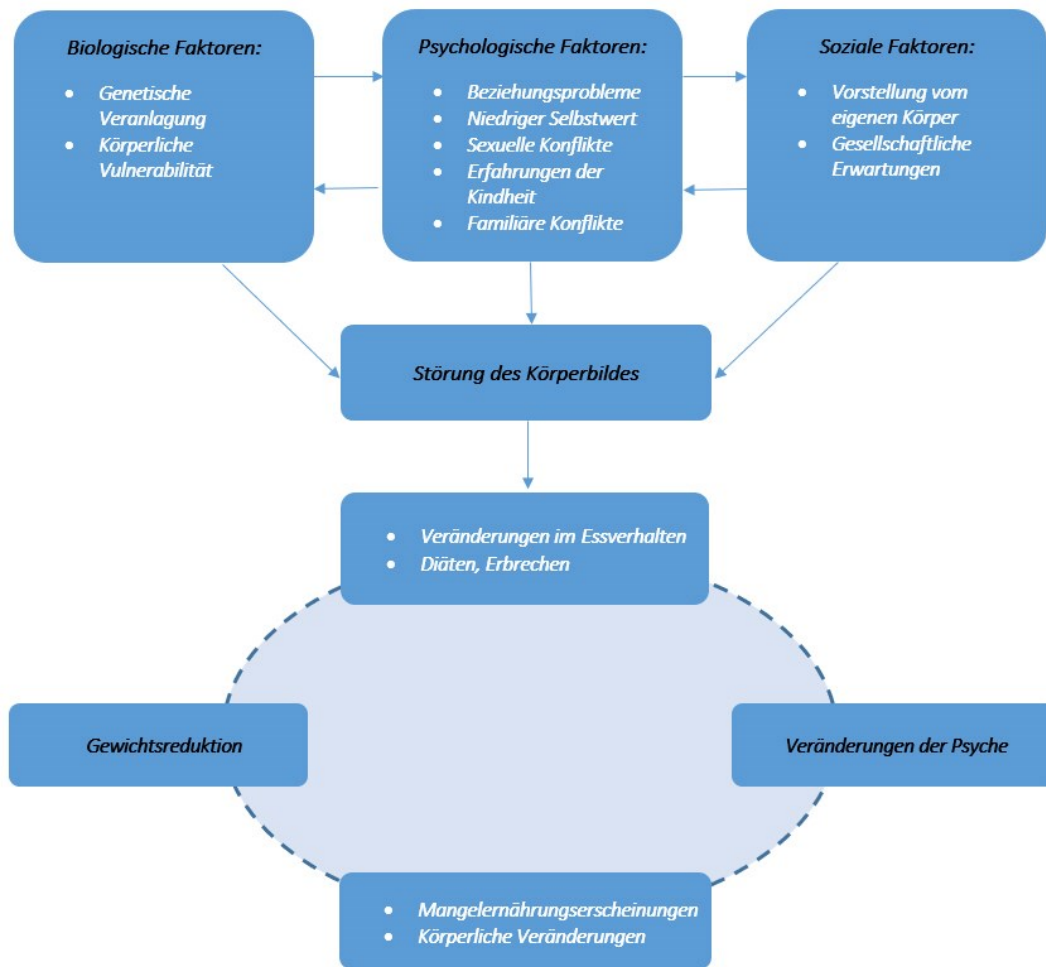 Biologische Faktoren:
• Genetische
Veranlagung
• Körperliche
Vulnerabilität
Psychologische Faktoren:
• Beziehungsprobleme
• Niedriger Selbstwert
• Sexuelle Konflikte
• Erfahrungen der
Kindheit
• Familiäre Konflikte
Soziale Faktoren:
• Vorstellung vom
eigenen Körper
• Gesellschaftliche
Erwartungen
Störung des Körperbildes
• Veränderungen im Essverhalten
• Diäten, Erbrechen
Gewichtsreduktion
Veränderungen der Psyche
• Mangelernährungserscheinungen
• Körperliche Veränderungen